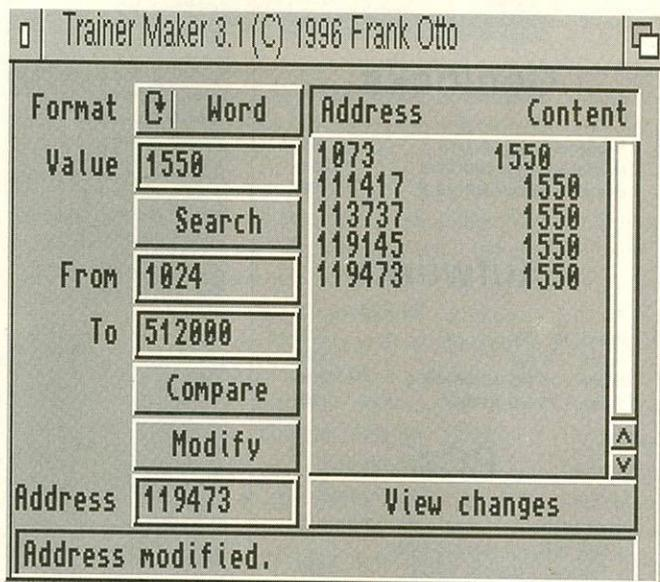 Trainer Maker 3.1 (C) 1996 Frank Otto
Format Word
Value 1550
Search
From 1024
To 512000
Compare
Modify
Address 119473
Address Content
1073 1550
111417 1550
113737 1550
119145 1550
119473 1550
View changes
Address modified.